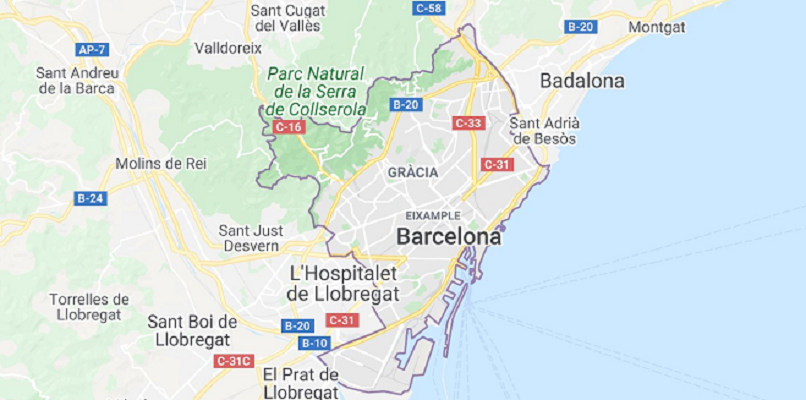 Sant Cugat
del Vallès
C-58
B-20
Montgat
AP-7
Valldoreix
Sant Andreu
de la Barca
Parc Natural
de la Serra
de Collserola
Badalona
B-20
C-16
C-33
Sant Adrià
de Besòs
Molins de Rei
C-31
GRÀCIA
B-24
EIXAMPLE
Sant Just
Desvern
Barcelona
L'Hospitalet
de Llobregat
Torrelles de
Llobregat
Sant Boi de
Llobregat
B-20
C-31
B-10
C-31C
El Prat de
Llobregat